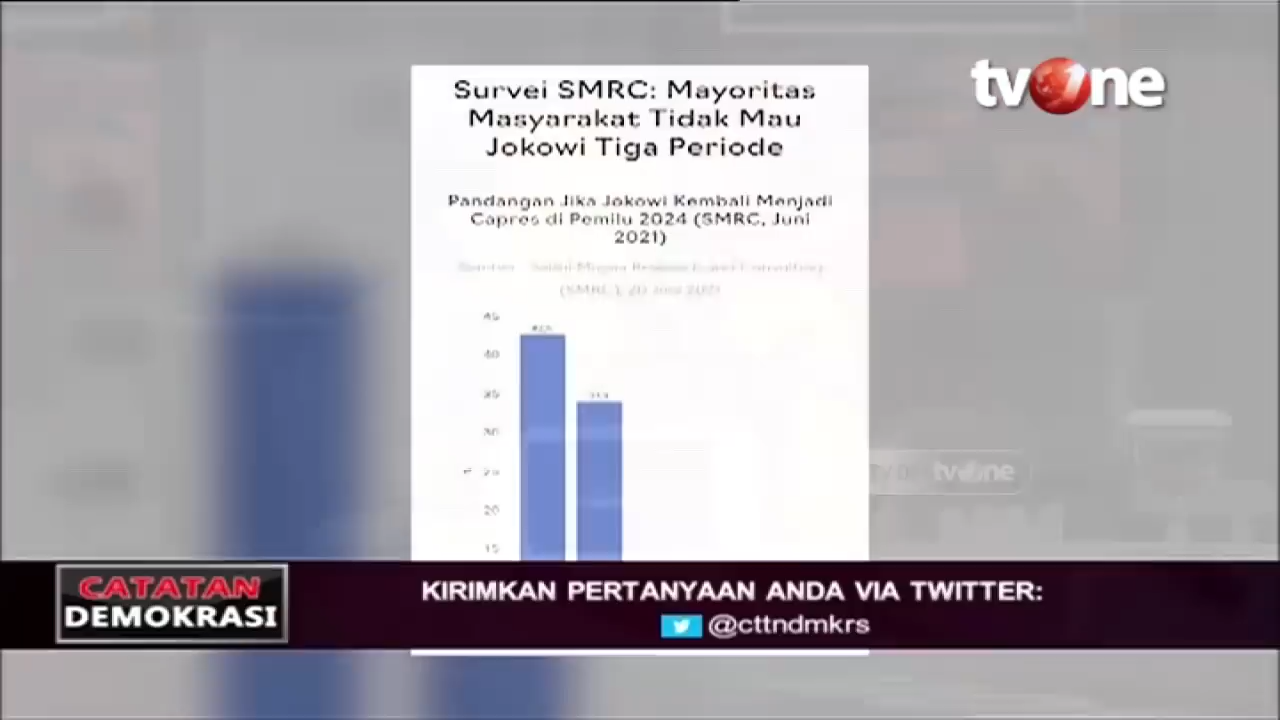 Survei SMRC: Mayoritas
Masyarakat Tidak Mau
Jokowi Tiga Periode
tvOne
Pandangan Jika Jokowi Kembali Menjadi
Capres di Pemilu 2024 (SMRC, Juni
2021)
45
40
35
30
25
20
15
tvOne
CATATAN
DEMOKRASI
KIRIMKAN PERTANYAAN ANDA VIA TWITTER:
@cttndmkrs